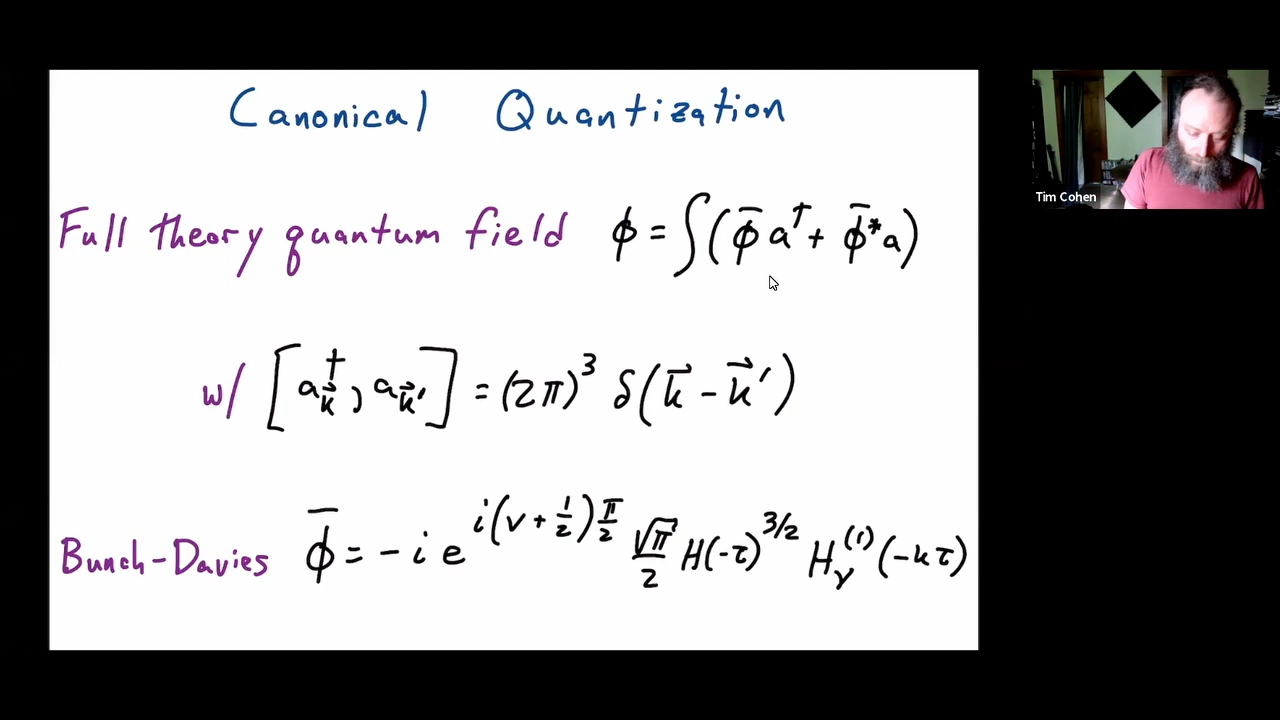 Canonical Quantization
Full theory quantum field ϕ = ∫(ϕ̄ a† + ϕ̄* a)
w/ [a†_k⃗, a_k⃗′] = (2π)³ δ(k⃗ − k⃗′)
Bunch-Davies ϕ̄ = − i e^{i(ν + 1/2) π/2} √π/2 H(−τ)^{3/2} H_ν^{(1)}(−kτ)
Tim Cohen